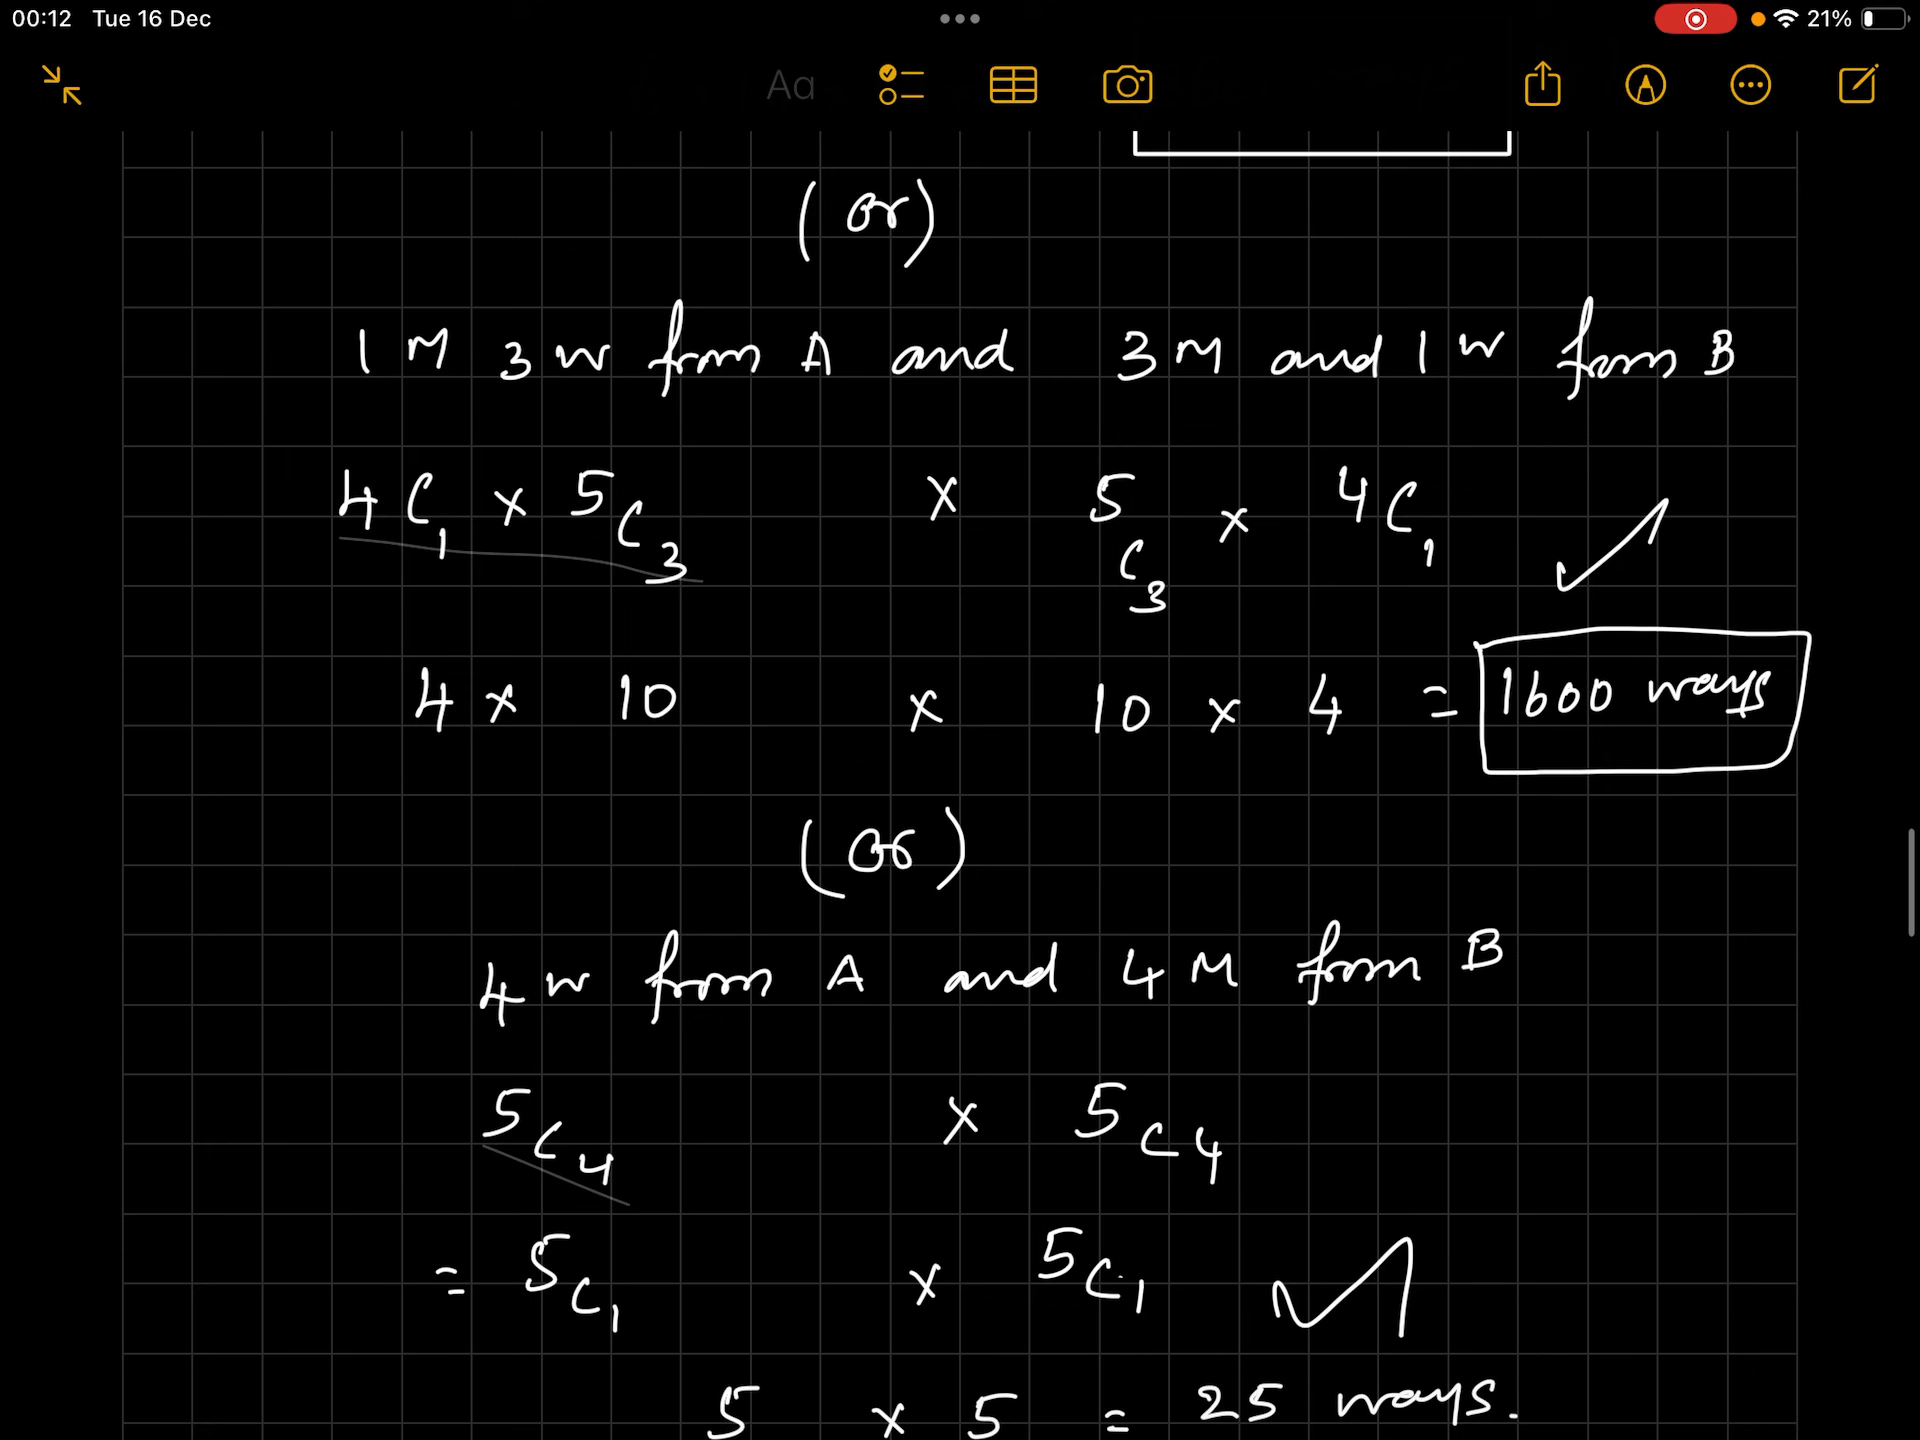 00:12 Tue 16 Dec 21%
Aa
(or)
1 M 3 W from A and 3 M and 1 W from B
4C₁ × 5C₃ × 5C₃ × 4C₁
4 × 10 × 10 × 4 = 1600 ways
(or)
4 W from A and 4 M from B
5C₄ × 5C₄
= 5C₁ × 5C₁
5 × 5 = 25 ways.